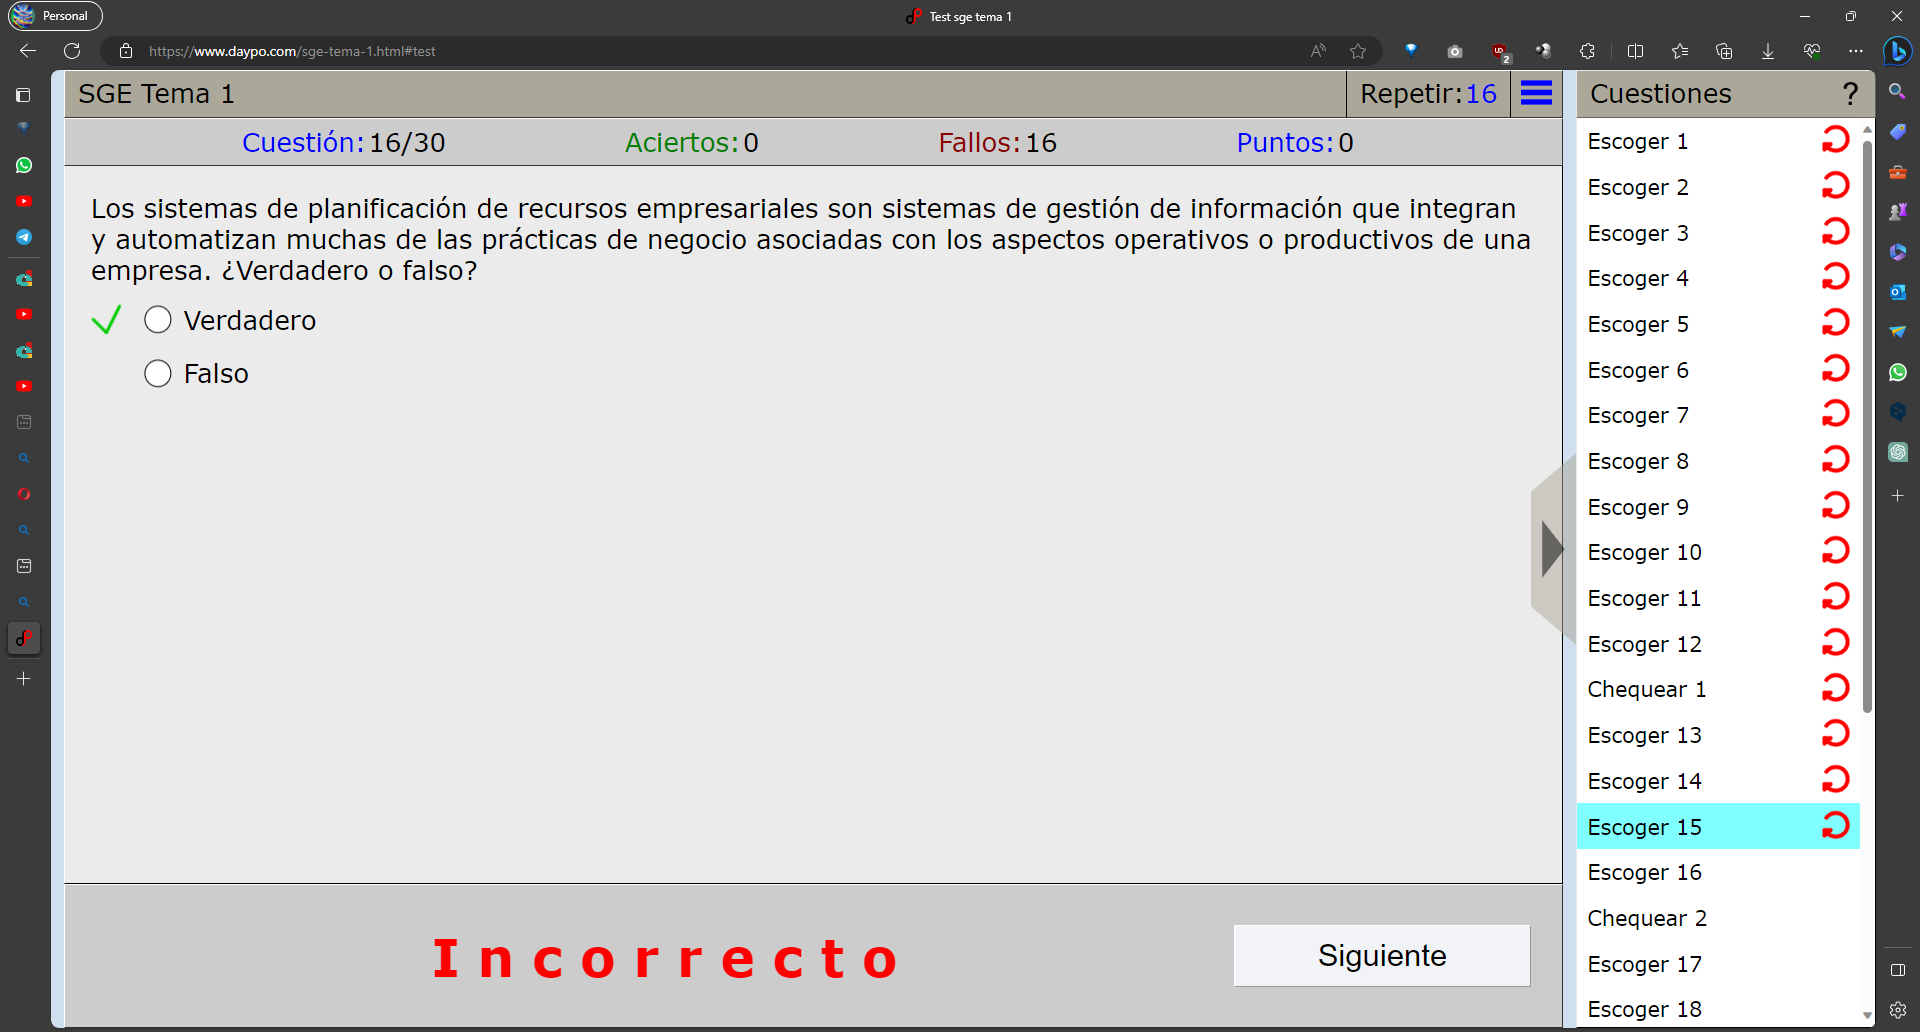 Personal
Test sge tema 1
https://www.daypo.com/sge-tema-1.html#test
2
SGE Tema 1
Repetir:16
Cuestiones
?
Cuestión:16/30
Aciertos:0
Fallos:16
Puntos:0
Los sistemas de planificación de recursos empresariales son sistemas de gestión de información que integran
y automatizan muchas de las prácticas de negocio asociadas con los aspectos operativos o productivos de una
empresa. ¿Verdadero o falso?
Verdadero
Falso
Incorrecto
Siguiente
Escoger 1
Escoger 2
Escoger 3
Escoger 4
Escoger 5
Escoger 6
Escoger 7
Escoger 8
Escoger 9
Escoger 10
Escoger 11
Escoger 12
Chequear 1
Escoger 13
Escoger 14
Escoger 15
Escoger 16
Chequear 2
Escoger 17
Escoger 18